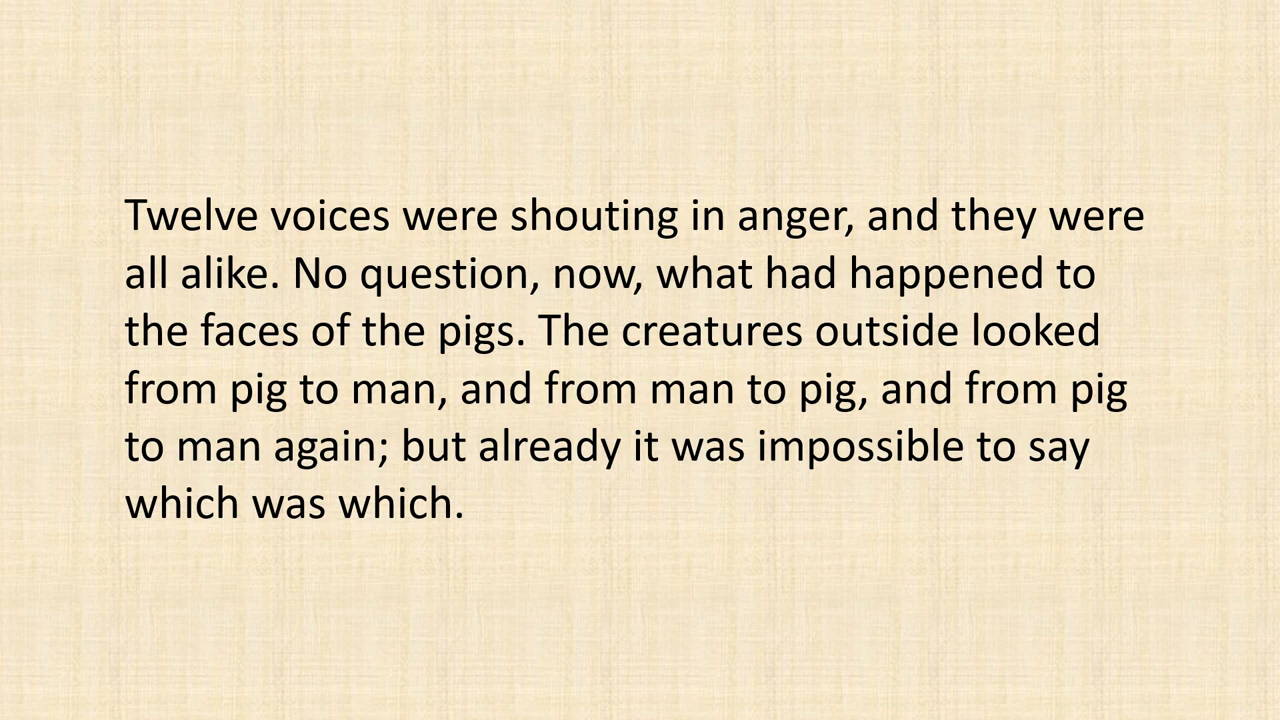 Twelve voices were shouting in anger, and they were
all alike. No question, now, what had happened to
the faces of the pigs. The creatures outside looked
from pig to man, and from man to pig, and from pig
to man again; but already it was impossible to say
which was which.